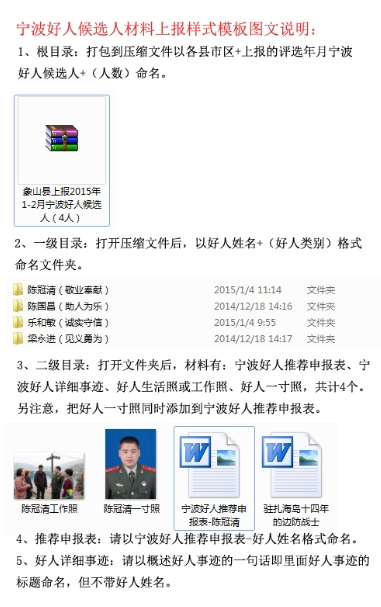 宁波好人候选人材料上报样式模板图文说明：
1、根目录：打包到压缩文件以各县市区+上报的评选年月宁波
好人候选人+（人数）命名。
象山县上报2015年
1-2月宁波好人候选
人（4人）
2、一级目录：打开压缩文件后，以好人姓名+（好人类别）格式
命名文件夹。
陈冠清（敬业奉献） 2015/1/4 11:14 文件夹
陈国昌（助人为乐） 2014/12/18 14:16 文件夹
乐和敏（诚实守信） 2015/1/4 9:55 文件夹
梁永进（见义勇为） 2014/12/18 14:17 文件夹
3、二级目录：打开文件夹后，材料有：宁波好人推荐申报表、宁
波好人详细事迹、好人生活照或工作照、好人一寸照，共计4个。
另注意，把好人一寸照同时添加到宁波好人推荐申报表。
陈冠清工作照 陈冠清一寸照 宁波好人推荐申
报表-陈冠清 驻扎海岛十四年
的边防战士
4、推荐申报表：请以宁波好人推荐申报表-好人姓名格式命名。
5、好人详细事迹：请以概述好人事迹的一句话即里面好人事迹的
标题命名，但不带好人姓名。